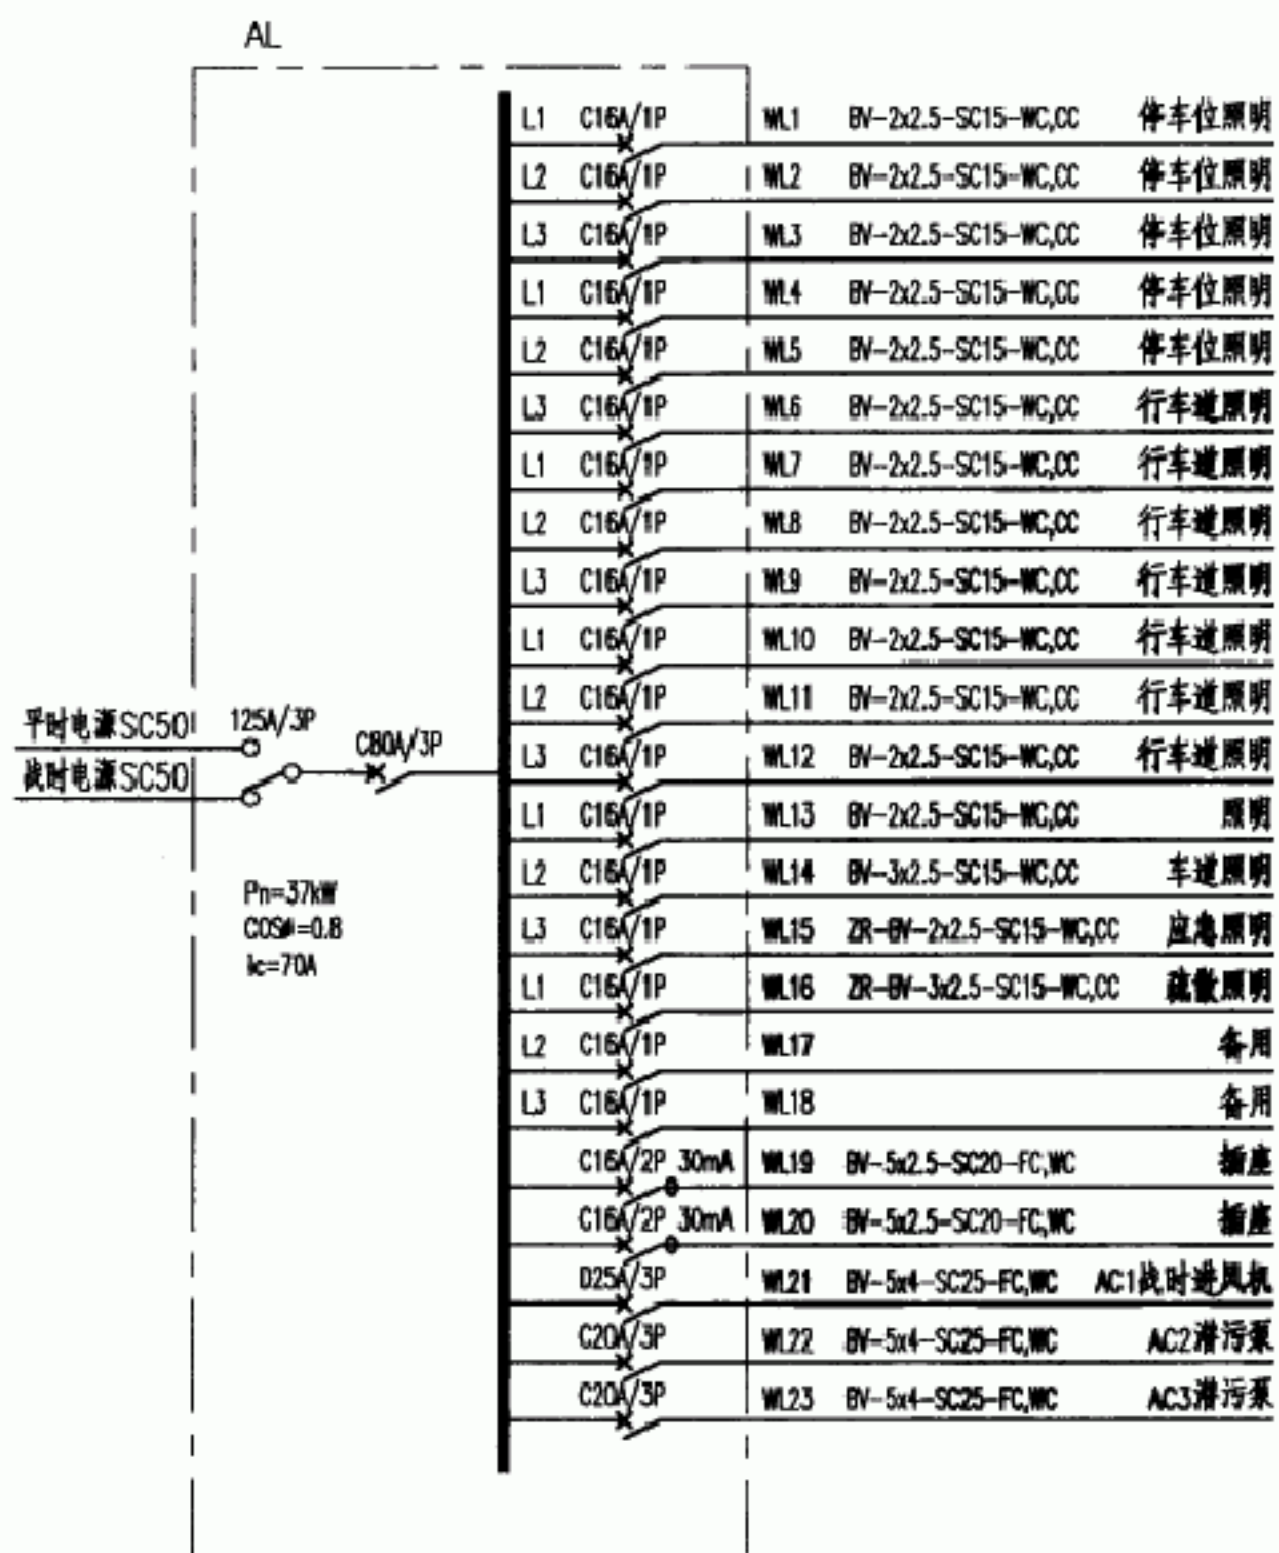 AL
L1 C16A/1P WL1 BV-2x2.5-SC15-WC,CC 停车位照明
L2 C16A/1P WL2 BV-2x2.5-SC15-WC,CC 停车位照明
L3 C16A/1P WL3 BV-2x2.5-SC15-WC,CC 停车位照明
L1 C16A/1P WL4 BV-2x2.5-SC15-WC,CC 停车位照明
L2 C16A/1P WL5 BV-2x2.5-SC15-WC,CC 停车位照明
L3 C16A/1P WL6 BV-2x2.5-SC15-WC,CC 行车道照明
L1 C16A/1P WL7 BV-2x2.5-SC15-WC,CC 行车道照明
L2 C16A/1P WL8 BV-2x2.5-SC15-WC,CC 行车道照明
L3 C16A/1P WL9 BV-2x2.5-SC15-WC,CC 行车道照明
L1 C16A/1P WL10 BV-2x2.5-SC15-WC,CC 行车道照明
L2 C16A/1P WL11 BV-2x2.5-SC15-WC,CC 行车道照明
平时电源SC50 125A/3P
战时电源SC50 C80A/3P
L3 C16A/1P WL12 BV-2x2.5-SC15-WC,CC 行车道照明
L1 C16A/1P WL13 BV-2x2.5-SC15-WC,CC 照明
L2 C16A/1P WL14 BV-3x2.5-SC15-WC,CC 车道照明
Pn=37kW
COSφ=0.8
Ic=70A
L3 C16A/1P WL15 ZR-BV-2x2.5-SC15-WC,CC 应急照明
L1 C16A/1P WL16 ZR-BV-3x2.5-SC15-WC,CC 疏散照明
L2 C16A/1P WL17 备用
L3 C16A/1P WL18 备用
C16A/2P 30mA WL19 BV-5x2.5-SC20-FC,WC 插座
C16A/2P 30mA WL20 BV-5x2.5-SC20-FC,WC 插座
D25A/3P WL21 BV-5x4-SC25-FC,WC AC1战时进风机
C20A/3P WL22 BV-5x4-SC25-FC,WC AC2潜污泵
C20A/3P WL23 BV-5x4-SC25-FC,WC AC3潜污泵